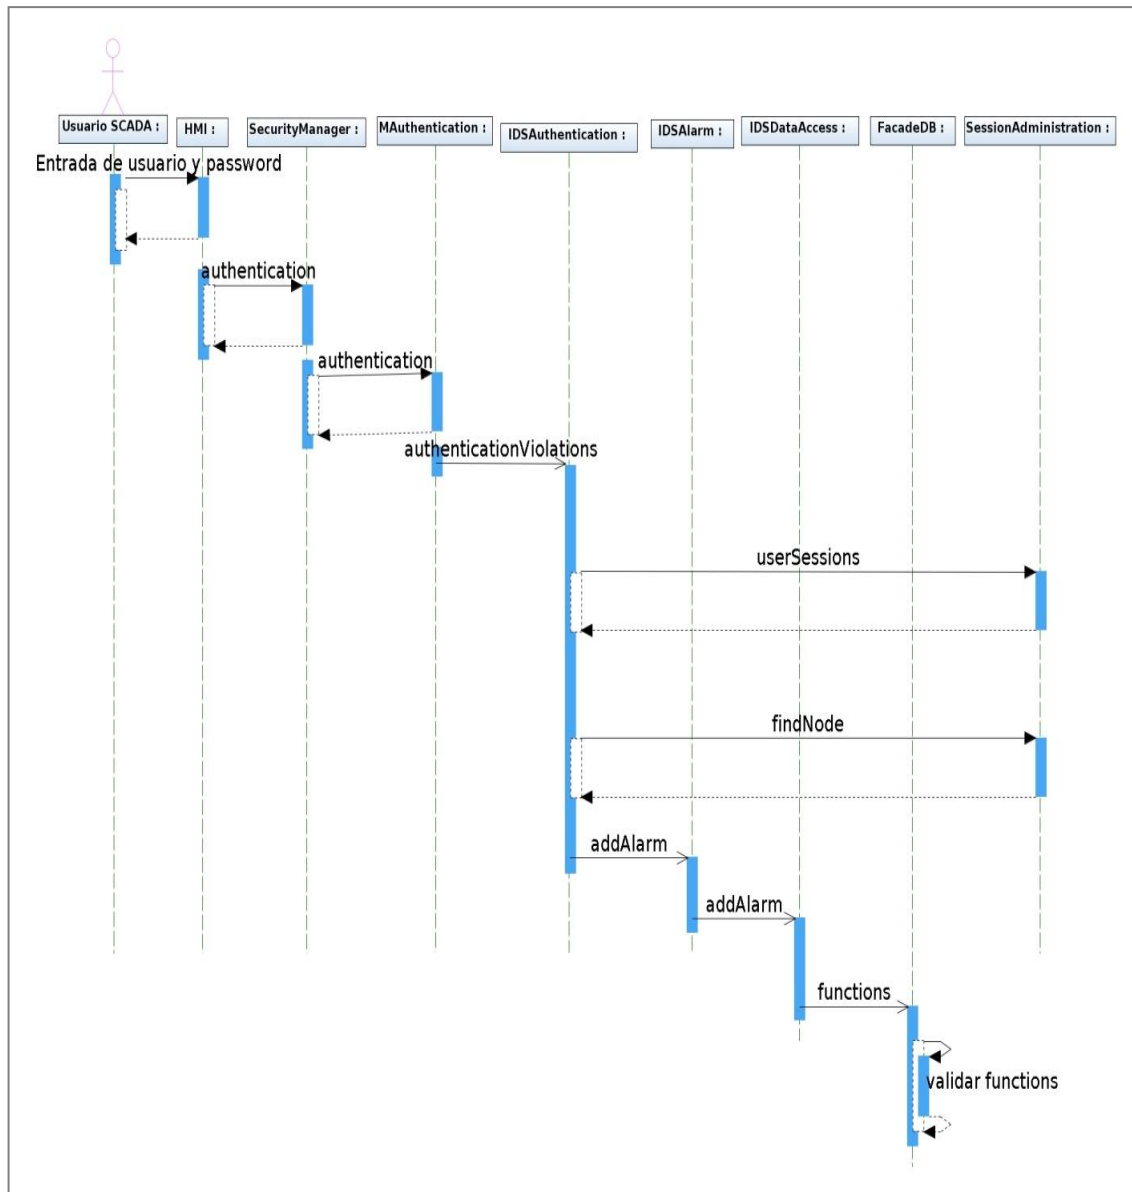 Usuario SCADA :
HMI :
SecurityManager :
MAuthentication :
IDSAuthentication :
IDSAlarm :
IDSDataAccess :
FacadeDB :
SessionAdministration :
Entrada de usuario y password
authentication
authentication
authenticationViolations
userSessions
findNode
addAlarm
addAlarm
functions
validar functions